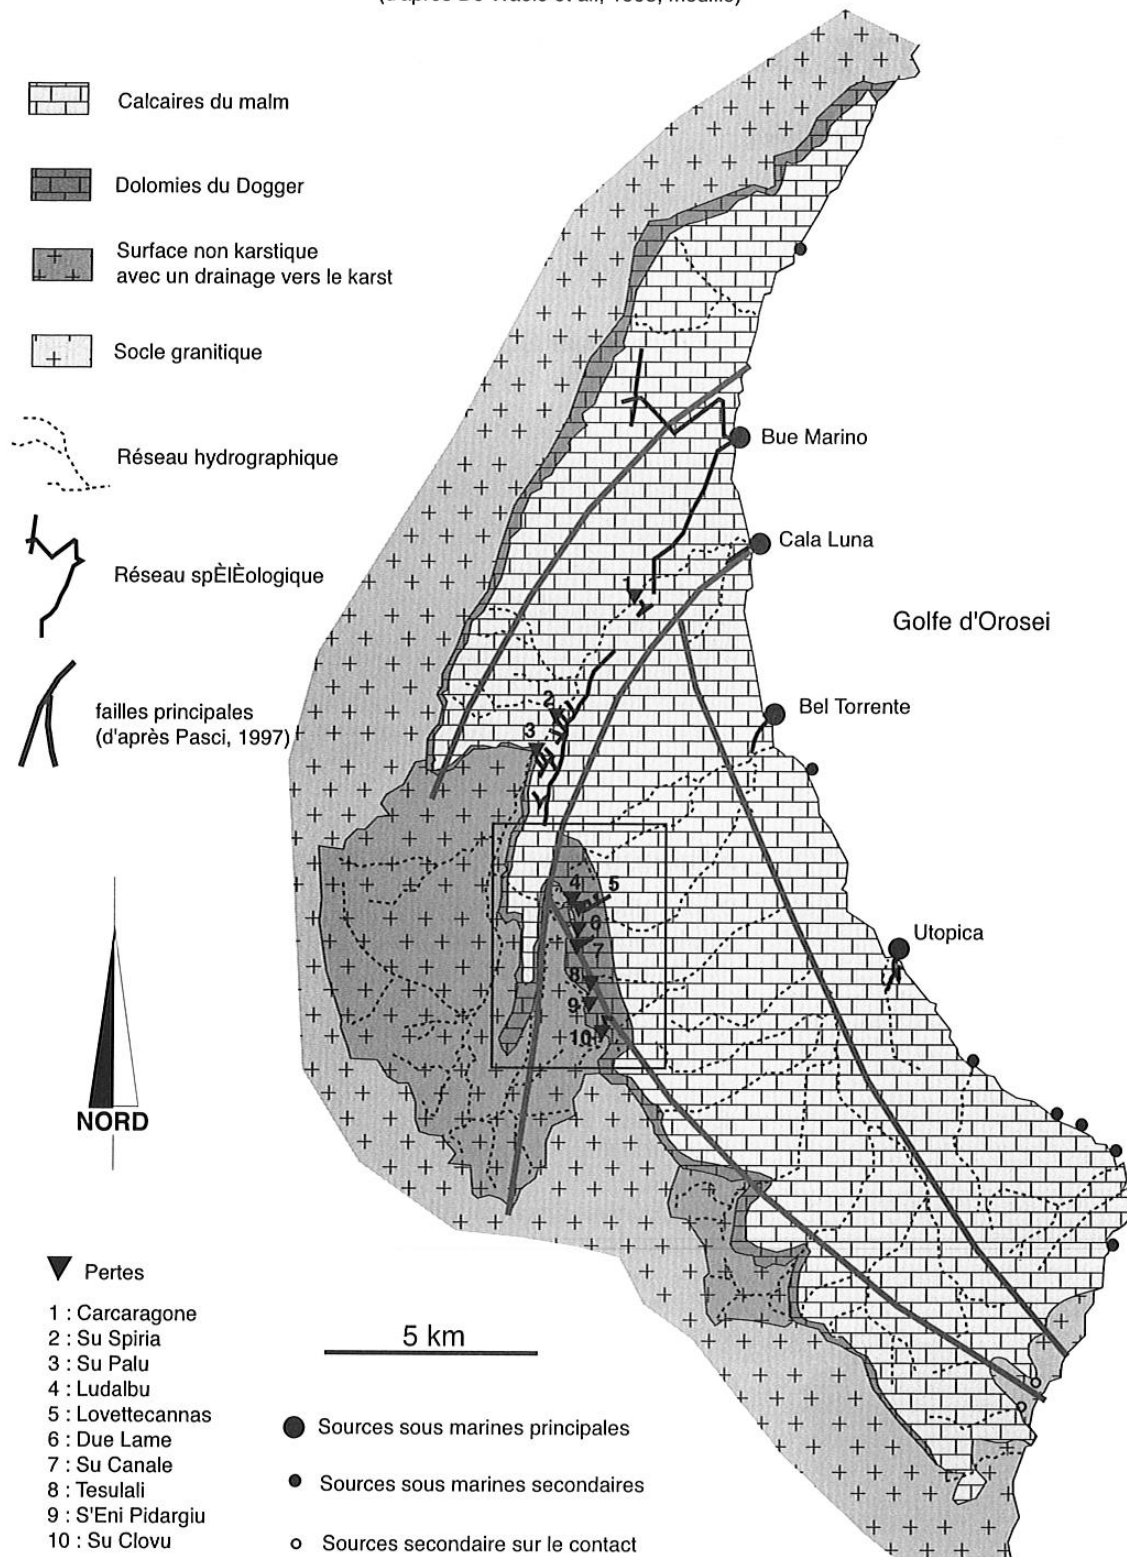 Calcaires du malm
Dolomies du Dogger
Surface non karstique
avec un drainage vers le karst
Socle granitique
Réseau hydrographique
Réseau spÈlÈologique
failles principales
(d'après Pasci, 1997)
NORD
Bue Marino
Cala Luna
Golfe d'Orosei
Bel Torrente
Utopica
1
2
3
4
5
6
7
8
9
10
Pertes
1 : Carcaragone
2 : Su Spiria
3 : Su Palu
4 : Ludalbu
5 : Lovettecannas
6 : Due Lame
7 : Su Canale
8 : Tesulali
9 : S'Eni Pidargiu
10 : Su Clovu
5 km
Sources sous marines principales
Sources sous marines secondaires
Sources secondaire sur le contact